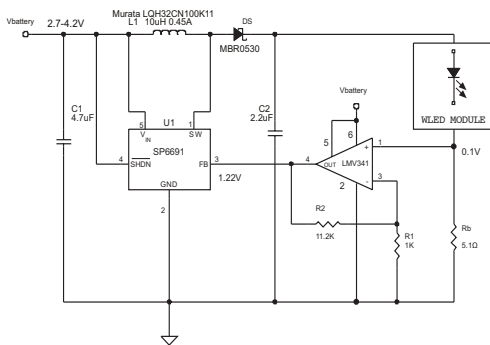 Murata LQH32CN100K11
Vbattery 2.7-4.2V L1 10uH 0.45A DS
MBR0530
C1
4.7uF
U1
5 1
VIN SW
SP6691
4 SHDN FB 3
1.22V
GND
2
C2
2.2uF
Vbattery
5 6
4 OUT LMV341 + 1
- 3
2
WLED MODULE
0.1V
R2
11.2K
R1
1K
Rb
5.1Ω